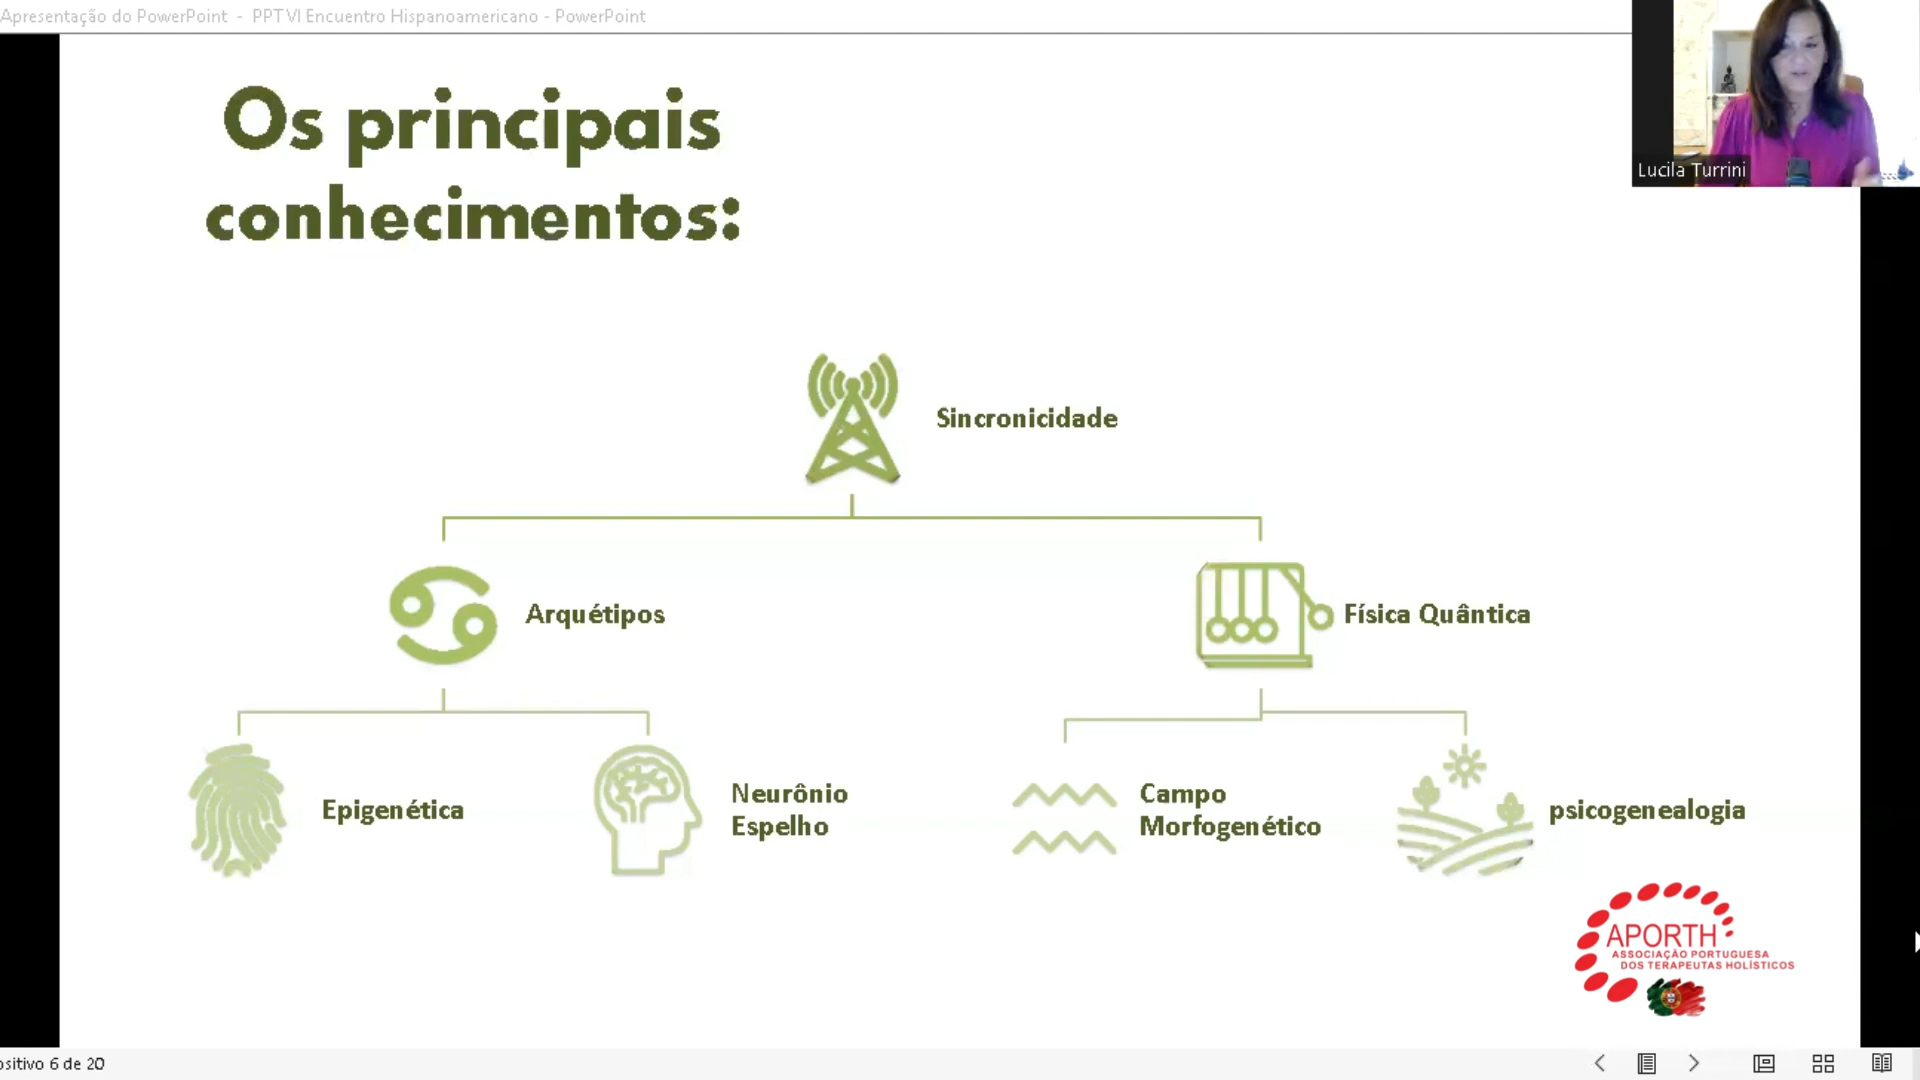 Apresentação do PowerPoint - PPT VI Encuentro Hispanoamericano - PowerPoint
Lucila Turrini
Os principais
conhecimentos:
Sincronicidade
Arquétipos
Física Quântica
Epigenética
Neurônio
Espelho
Campo
Morfogenético
psicogenealogia
APORTH
ASSOCIAÇÃO PORTUGUESA
DOS TERAPEUTAS HOLÍSTICOS
ositivo 6 de 20